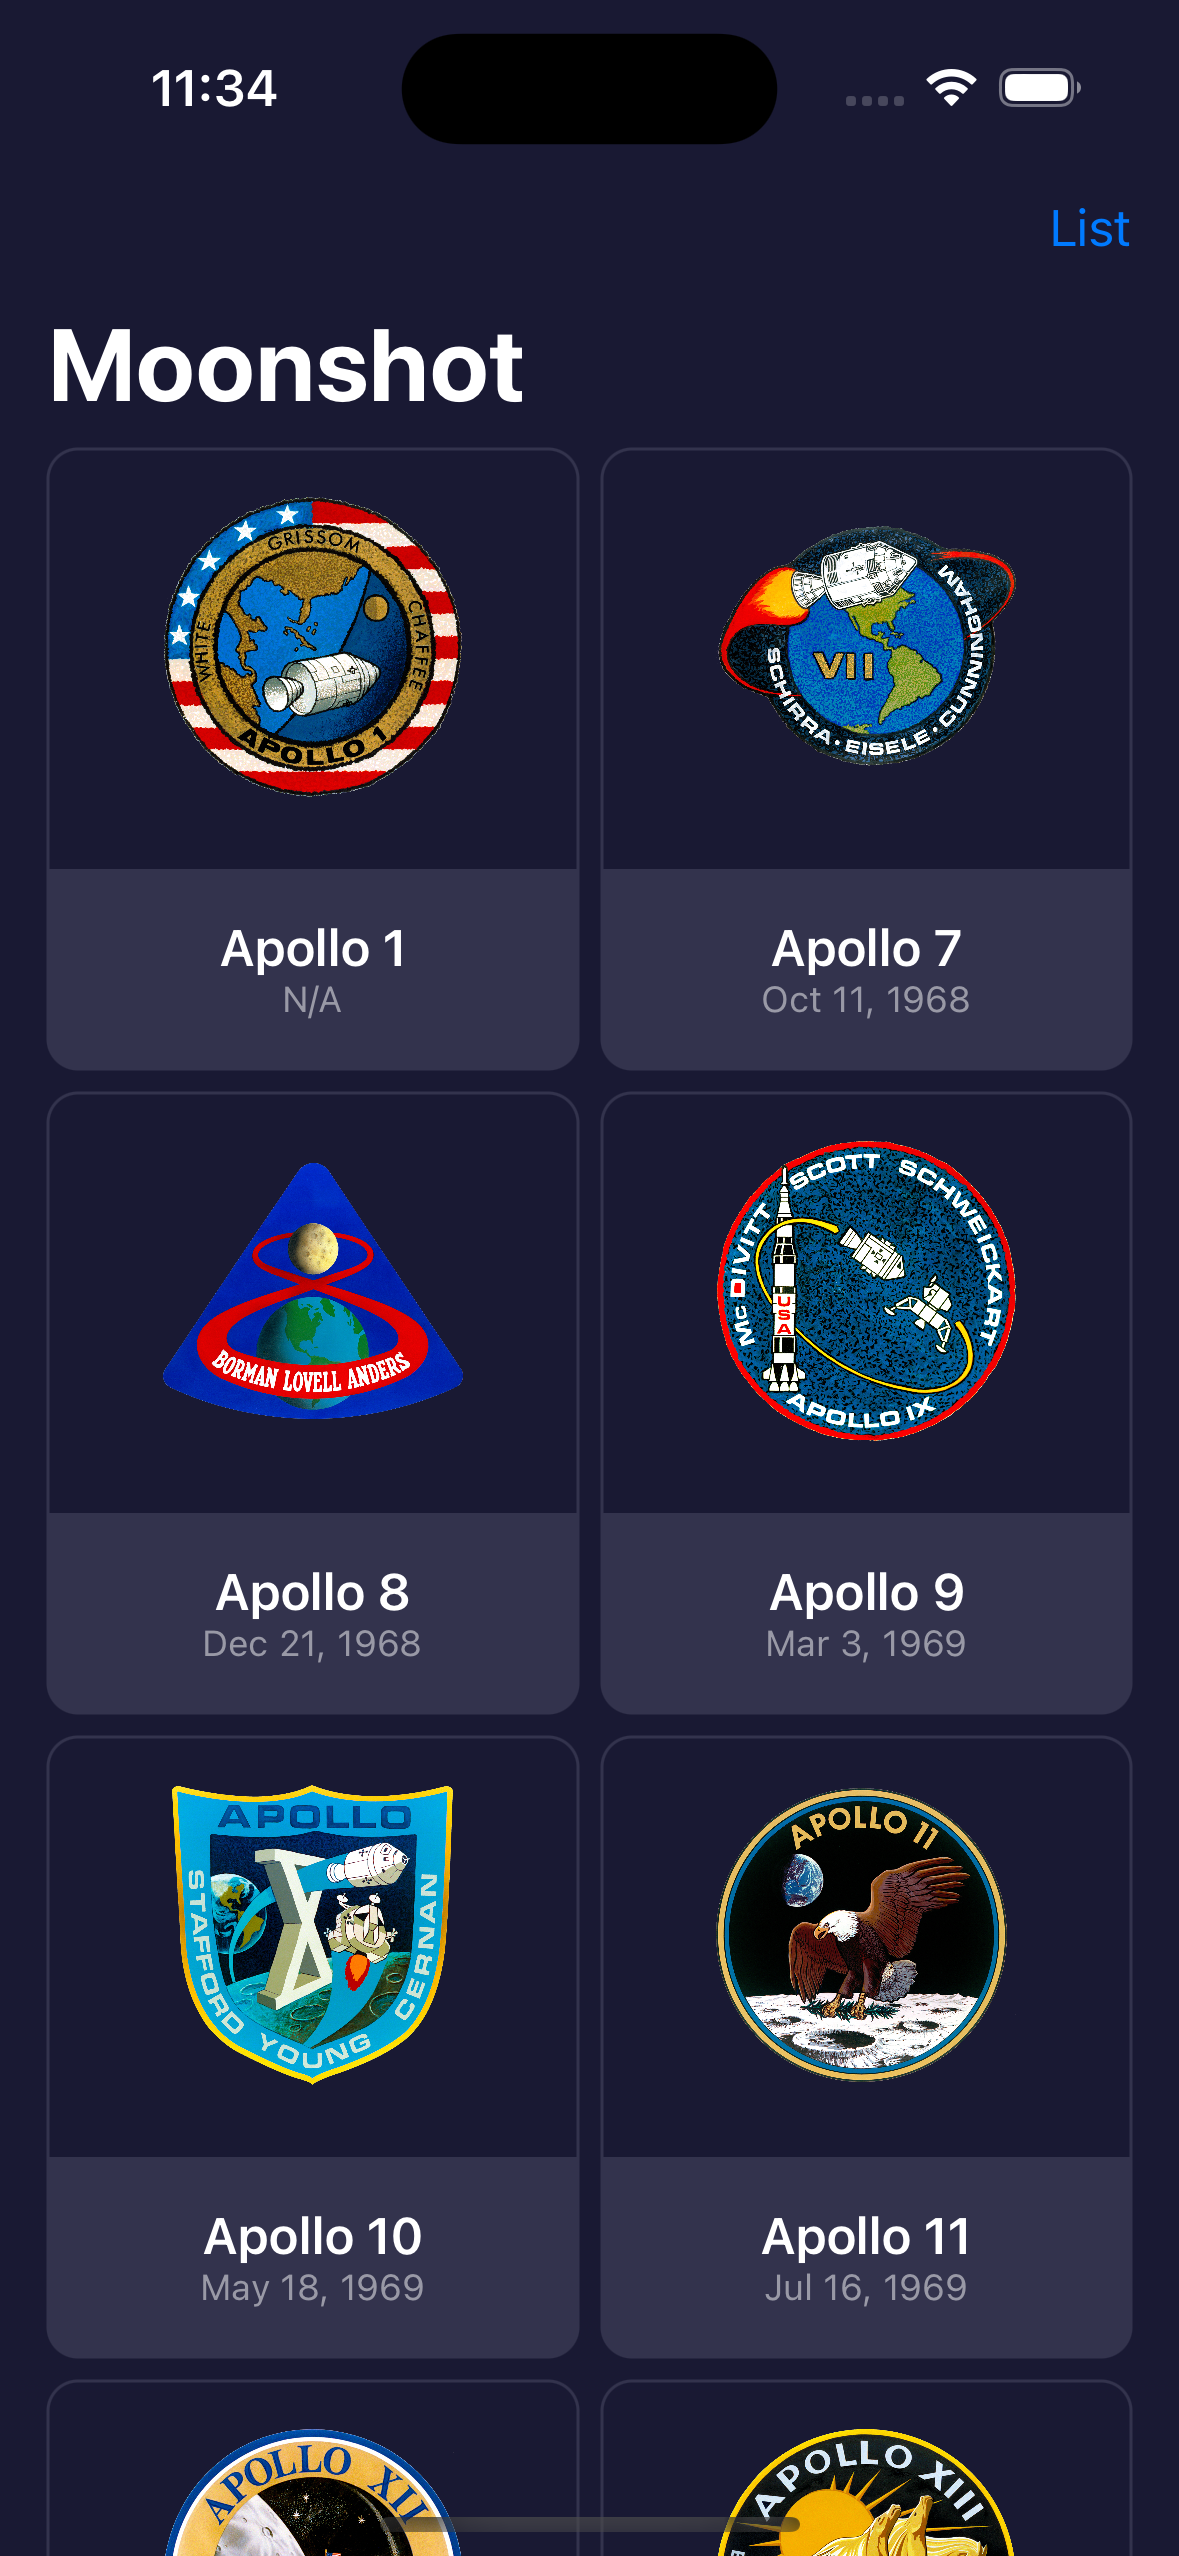 11:34
List
Moonshot
GRISSOM
WHITE
CHAFFEE
APOLLO 1
Apollo 1
N/A
VII
SCHIRRA • EISELE • CUNNINGHAM
Apollo 7
Oct 11, 1968
BORMAN LOVELL ANDERS
Apollo 8
Dec 21, 1968
McDIVITT SCOTT SCHWEICKART
USA
APOLLO IX
Apollo 9
Mar 3, 1969
APOLLO
X
STAFFORD YOUNG CERNAN
Apollo 10
May 18, 1969
APOLLO 11
Apollo 11
Jul 16, 1969
APOLLO XII
APOLLO XIII